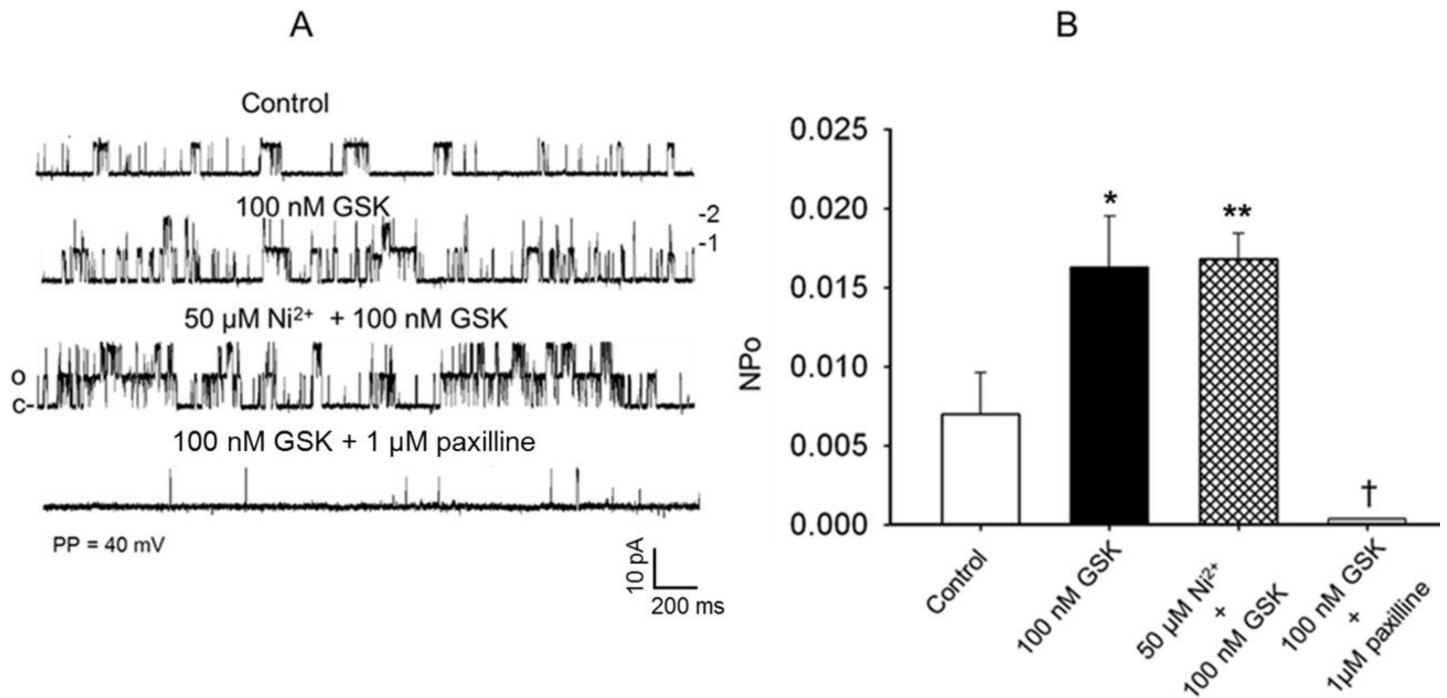 A
Control
100 nM GSK
-2
-1
50 µM Ni²⁺ + 100 nM GSK
o
c-
100 nM GSK + 1 µM paxilline
PP = 40 mV
10 pA
200 ms
B
0.025
0.020
0.015
0.010
0.005
0.000
NPo
*
**
†
Control
100 nM GSK
50 µM Ni²⁺
+
100 nM GSK
100 nM GSK
+
1µM paxilline